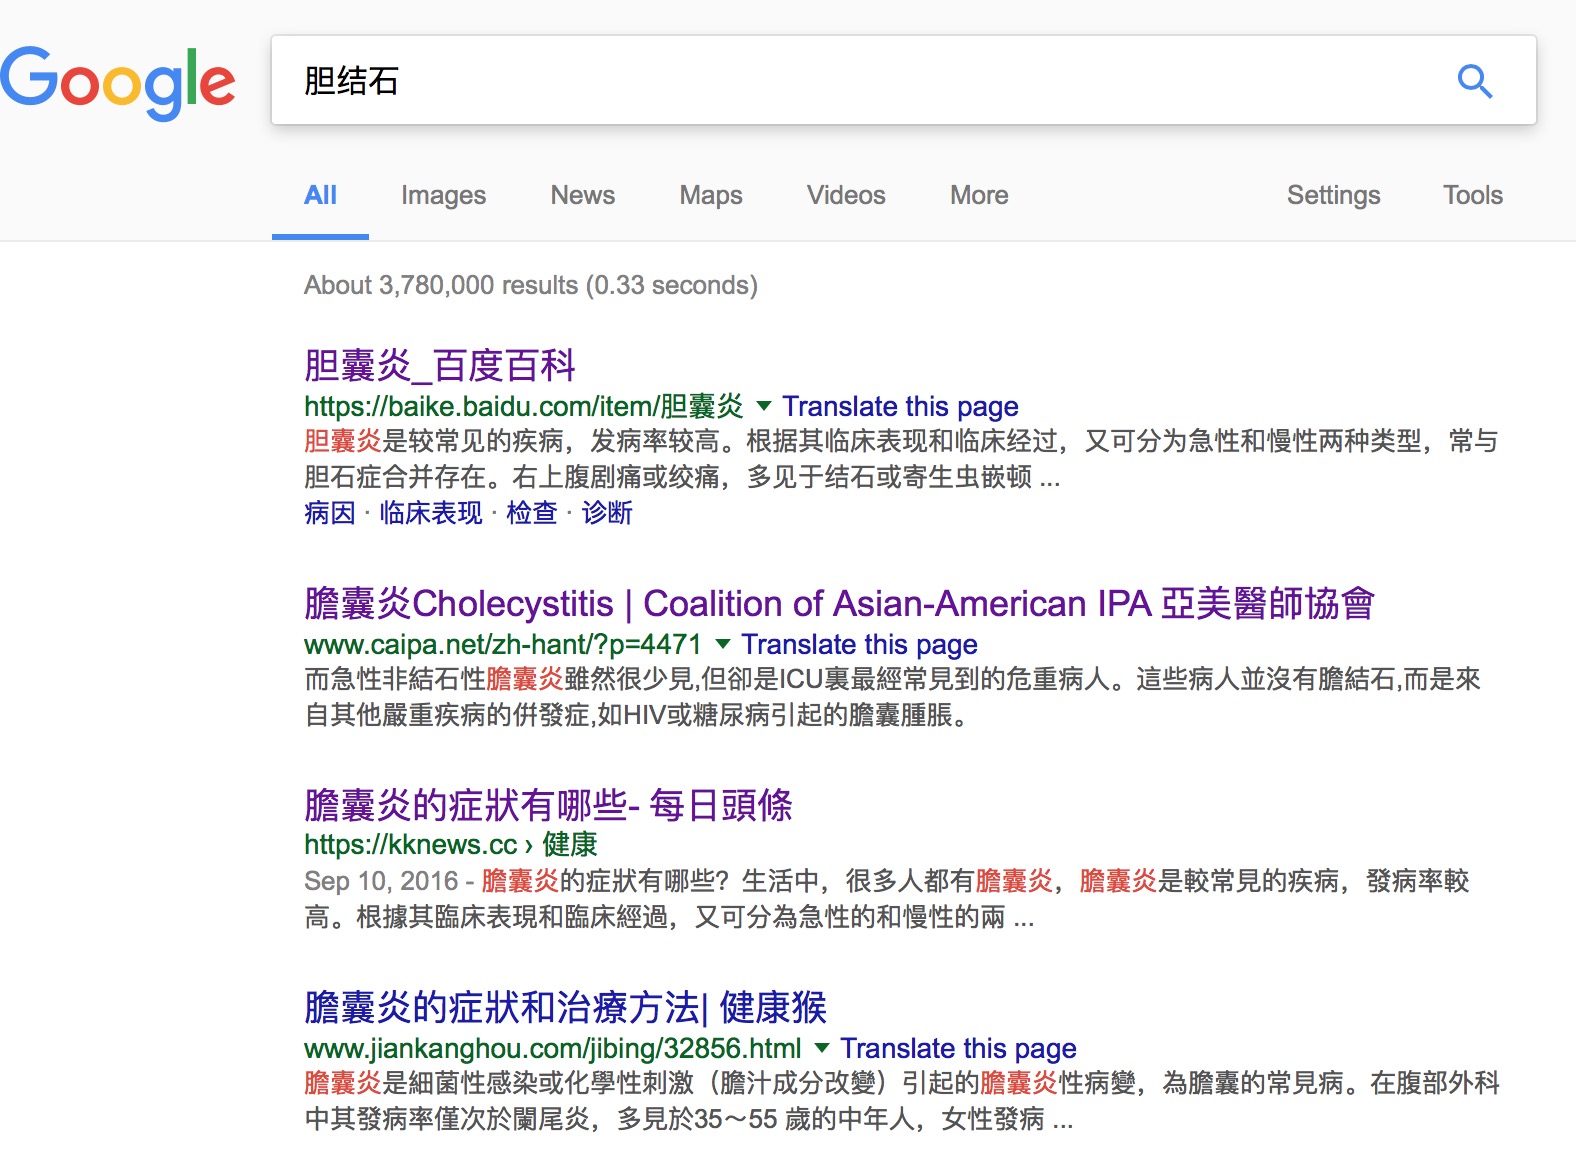 Google
胆结石
All Images News Maps Videos More Settings Tools
About 3,780,000 results (0.33 seconds)
胆囊炎_百度百科
https://baike.baidu.com/item/胆囊炎 Translate this page
胆囊炎是较常见的疾病，发病率较高。根据其临床表现和临床经过，又可分为急性和慢性两种类型，常与
胆石症合并存在。右上腹剧痛或绞痛，多见于结石或寄生虫嵌顿 ...
病因 · 临床表现 · 检查 · 诊断
膽囊炎Cholecystitis | Coalition of Asian-American IPA 亞美醫師協會
www.caipa.net/zh-hant/?p=4471 Translate this page
而急性非結石性膽囊炎雖然很少見,但卻是ICU裏最經常見到的危重病人。這些病人並沒有膽結石,而是來
自其他嚴重疾病的併發症,如HIV或糖尿病引起的膽囊腫脹。
膽囊炎的症狀有哪些- 每日頭條
https://kknews.cc › 健康
Sep 10, 2016 - 膽囊炎的症狀有哪些？生活中，很多人都有膽囊炎，膽囊炎是較常見的疾病，發病率較
高。根據其臨床表現和臨床經過，又可分為急性的和慢性的兩 ...
膽囊炎的症狀和治療方法| 健康猴
www.jiankanghou.com/jibing/32856.html Translate this page
膽囊炎是細菌性感染或化學性刺激（膽汁成分改變）引起的膽囊炎性病變，為膽囊的常見病。在腹部外科
中其發病率僅次於闌尾炎，多見於35～55 歲的中年人，女性發病 ...